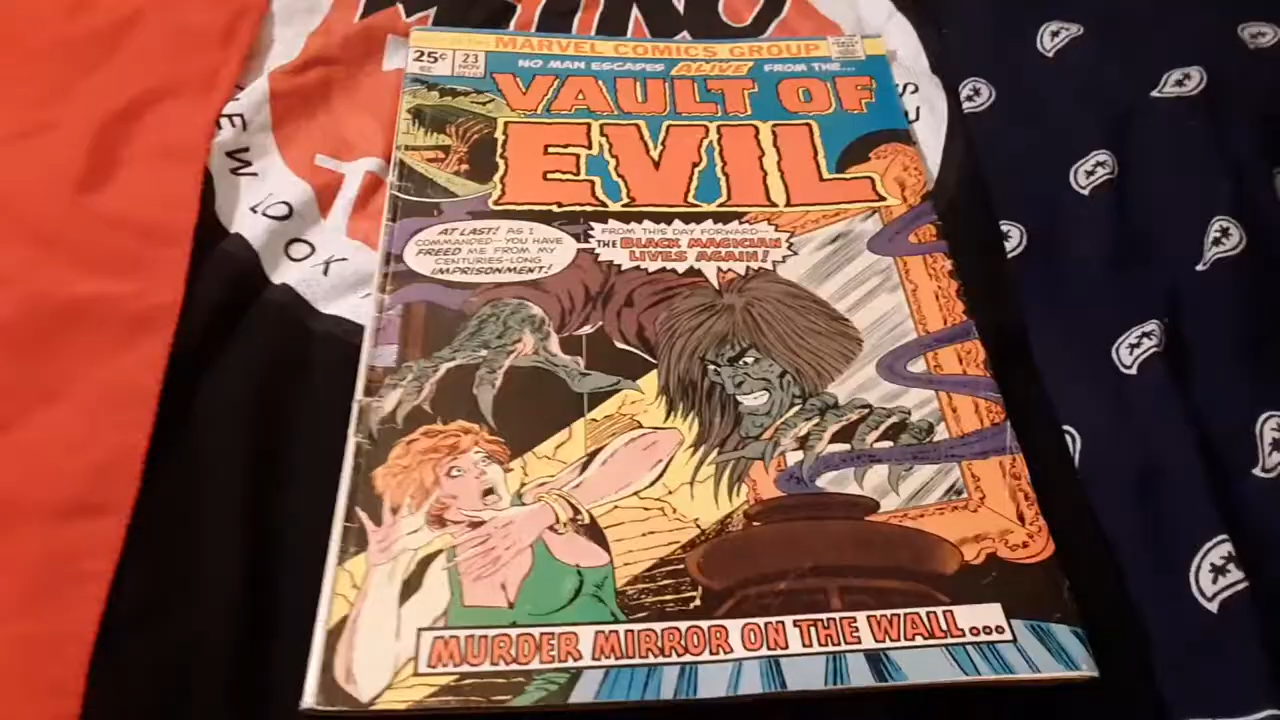 METRO
NEW LOOK
MARVEL COMICS GROUP
25¢
23
NOV
02163
NO MAN ESCAPES ALIVE FROM THE...
VAULT OF
EVIL
AT LAST! AS I
COMMANDED--YOU HAVE
FREED ME FROM MY
CENTURIES-LONG
IMPRISONMENT!
FROM THIS DAY FORWARD--
THE BLACK MAGICIAN
LIVES AGAIN!
MURDER MIRROR ON THE WALL...